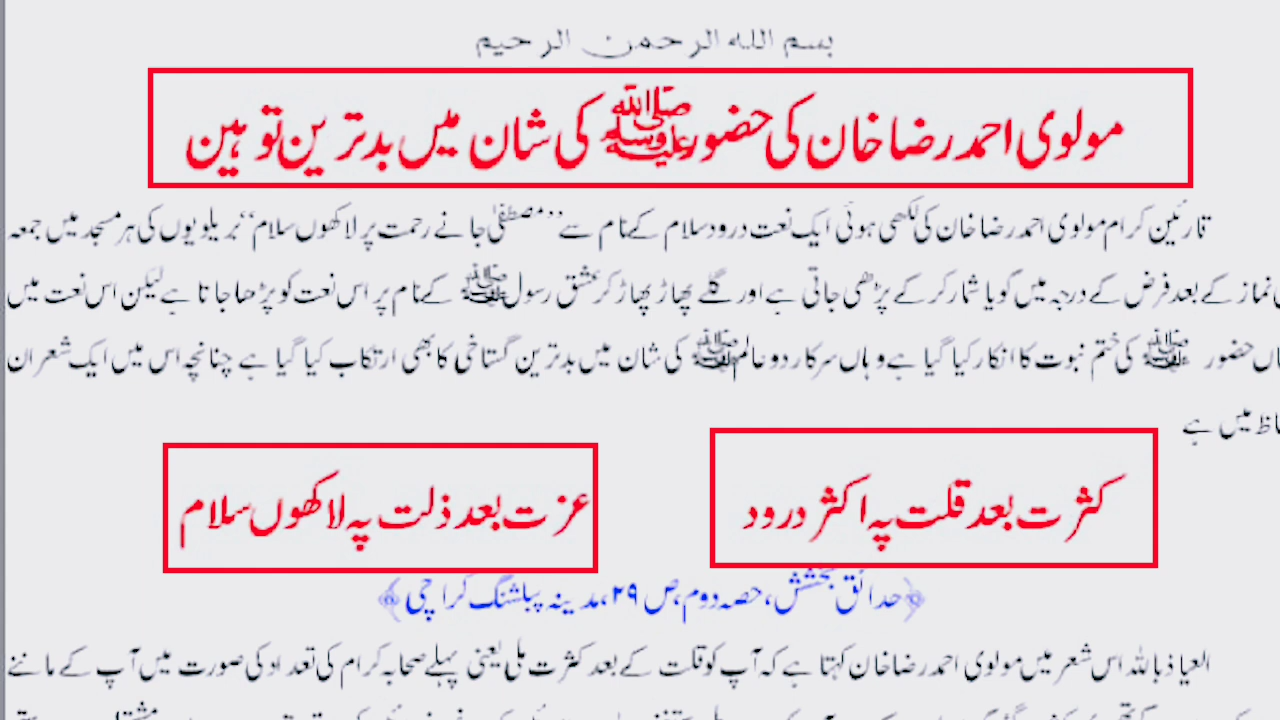 بسم الله الرحمن الرحیم
مولوی احمد رضا خان کی حضور ﷺ کی شان میں بدترین توہین
قارئین کرام مولوی احمد رضا خان کی لکھی ہوئی ایک نعت درود سلام کے نام سے ’’مصطفیٰ جانے رحمت پر لاکھوں سلام‘‘ بریلویوں کی ہر مسجد میں جمعہ
نماز کے بعد فرض کے درجہ میں گویا شمار کر کے پڑھی جاتی ہے اور گلے پھاڑ پھاڑ کر عشق رسول ﷺ کے نام پر اس نعت کو پڑھا جاتا ہے لیکن اس نعت میں
حضور ﷺ کی ختم نبوت کا انکار کیا گیا ہے وہاں سرکار دو عالم ﷺ کی شان میں بدترین گستاخی کا بھی ارتکاب کیا گیا ہے چنانچہ اس میں ایک شعر ان
میں ہے
کثرت بعد قلت پہ اکثر درود
عزت بعد ذلت پہ لاکھوں سلام
﴿حدائق بخشش، حصہ دوم، ص ۲۹، مدینہ پبلشنگ کراچی﴾
العیاذ باللہ اس شعر میں مولوی احمد رضا خان کہتا ہے کہ آپ کو قلت کے بعد کثرت ملی یعنی پہلے صحابہ کرام کی تعداد کی صورت میں آپ کے ماننے